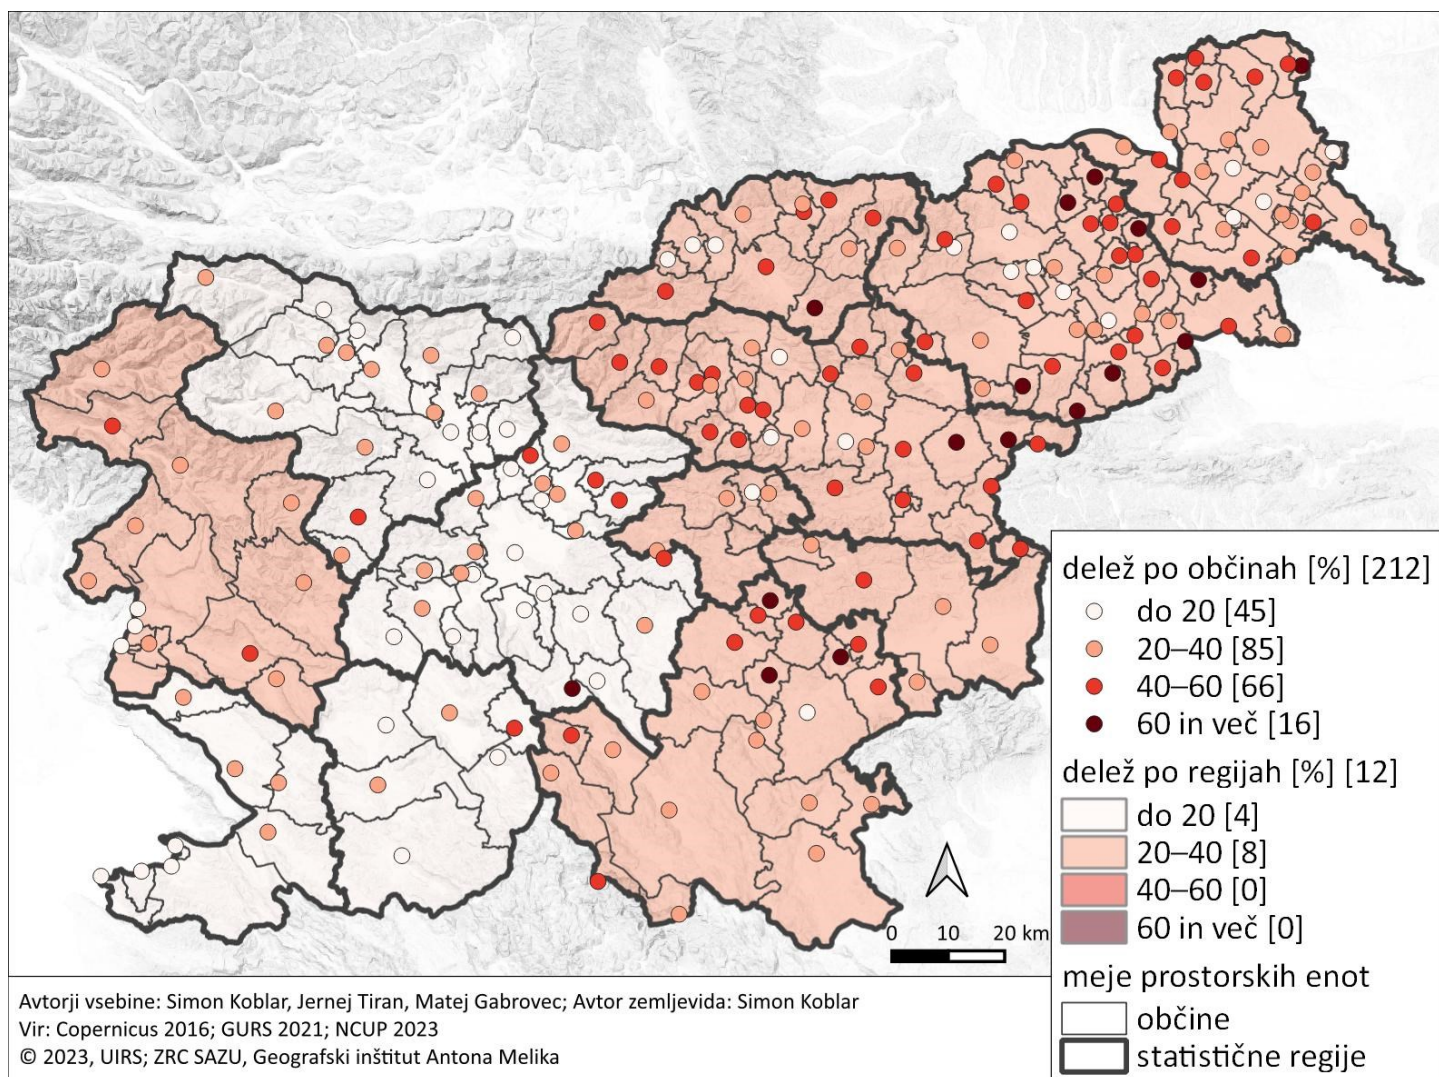 delež po občinah [%] [212]
do 20 [45]
20–40 [85]
40–60 [66]
60 in več [16]
delež po regijah [%] [12]
do 20 [4]
20–40 [8]
40–60 [0]
60 in več [0]
meje prostorskih enot
občine
statistične regije
0 10 20 km
Avtorji vsebine: Simon Koblar, Jernej Tiran, Matej Gabrovec; Avtor zemljevida: Simon Koblar
Vir: Copernicus 2016; GURS 2021; NCUP 2023
© 2023, UIRS; ZRC SAZU, Geografski inštitut Antona Melika